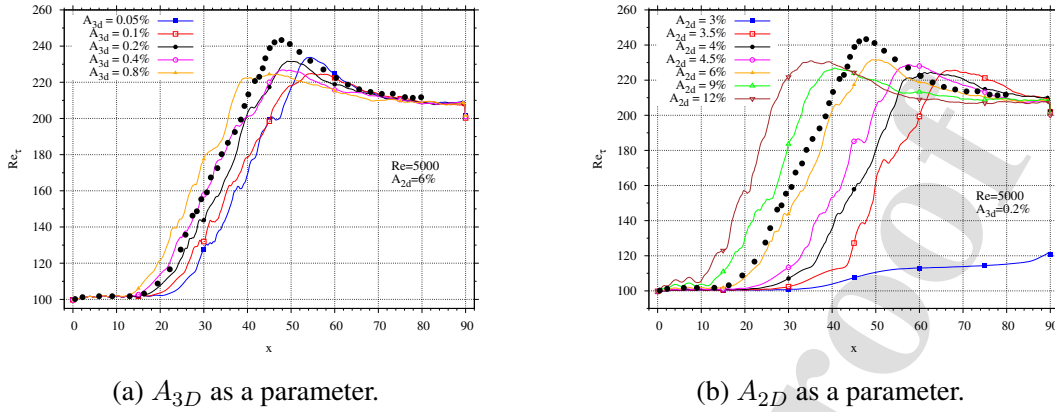 A3d = 0.05%
A3d = 0.1%
A3d = 0.2%
A3d = 0.4%
A3d = 0.8%
260
240
220
200
180
160
140
120
100
Reτ
Re=5000
A2d=6%
0 10 20 30 40 50 60 70 80 90
x
(a) A3D as a parameter.
A2d = 3%
A2d = 3.5%
A2d = 4%
A2d = 4.5%
A2d = 6%
A2d = 9%
A2d = 12%
260
240
220
200
180
160
140
120
100
Reτ
Re=5000
A3d=0.2%
0 10 20 30 40 50 60 70 80 90
x
(b) A2D as a parameter.
proof